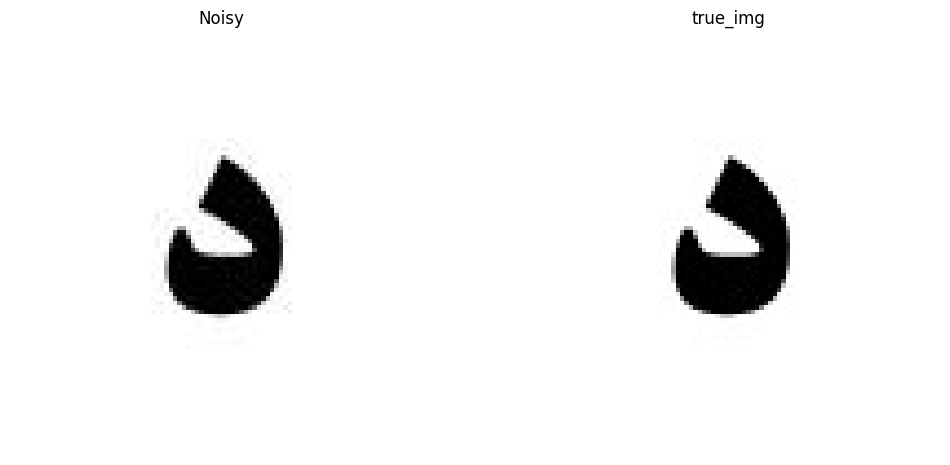 Noisy true_img
د د